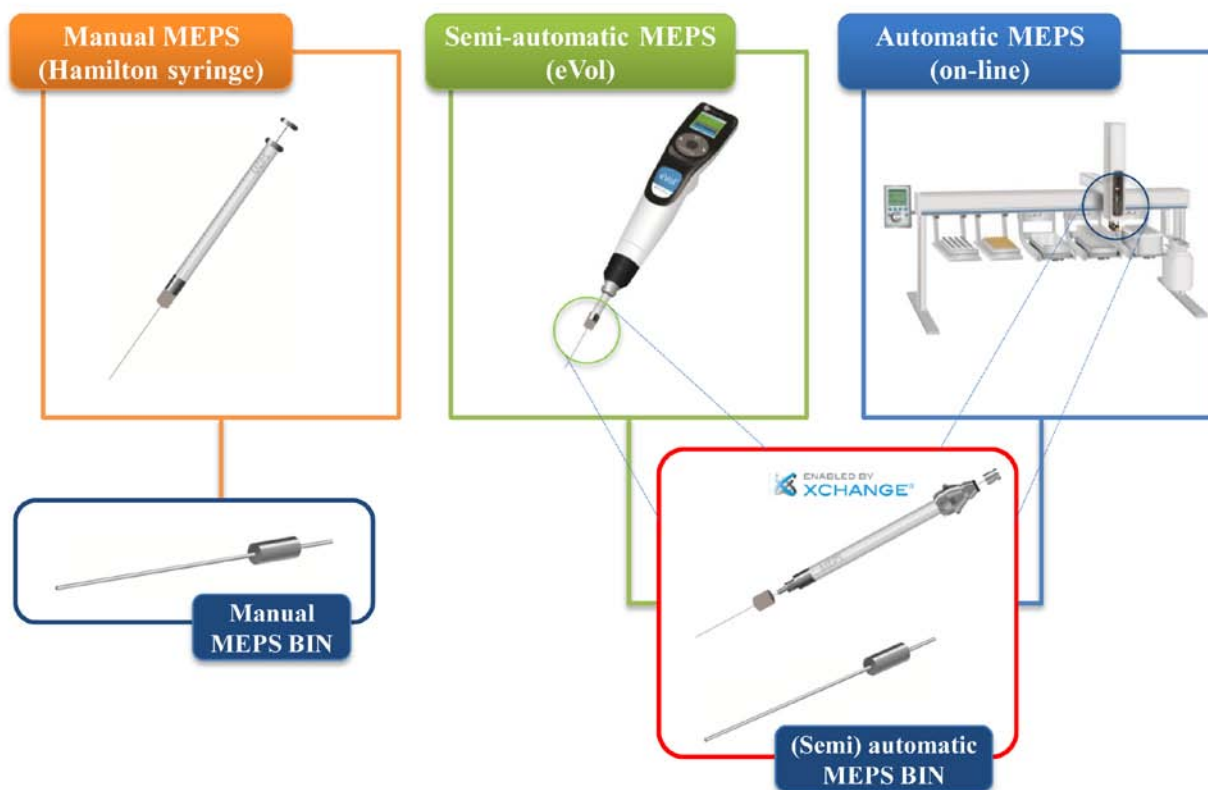 Manual MEPS
(Hamilton syringe)
Semi-automatic MEPS
(eVol)
Automatic MEPS
(on-line)
eVol
ENABLED BY
XCHANGE®
Manual
MEPS BIN
(Semi) automatic
MEPS BIN